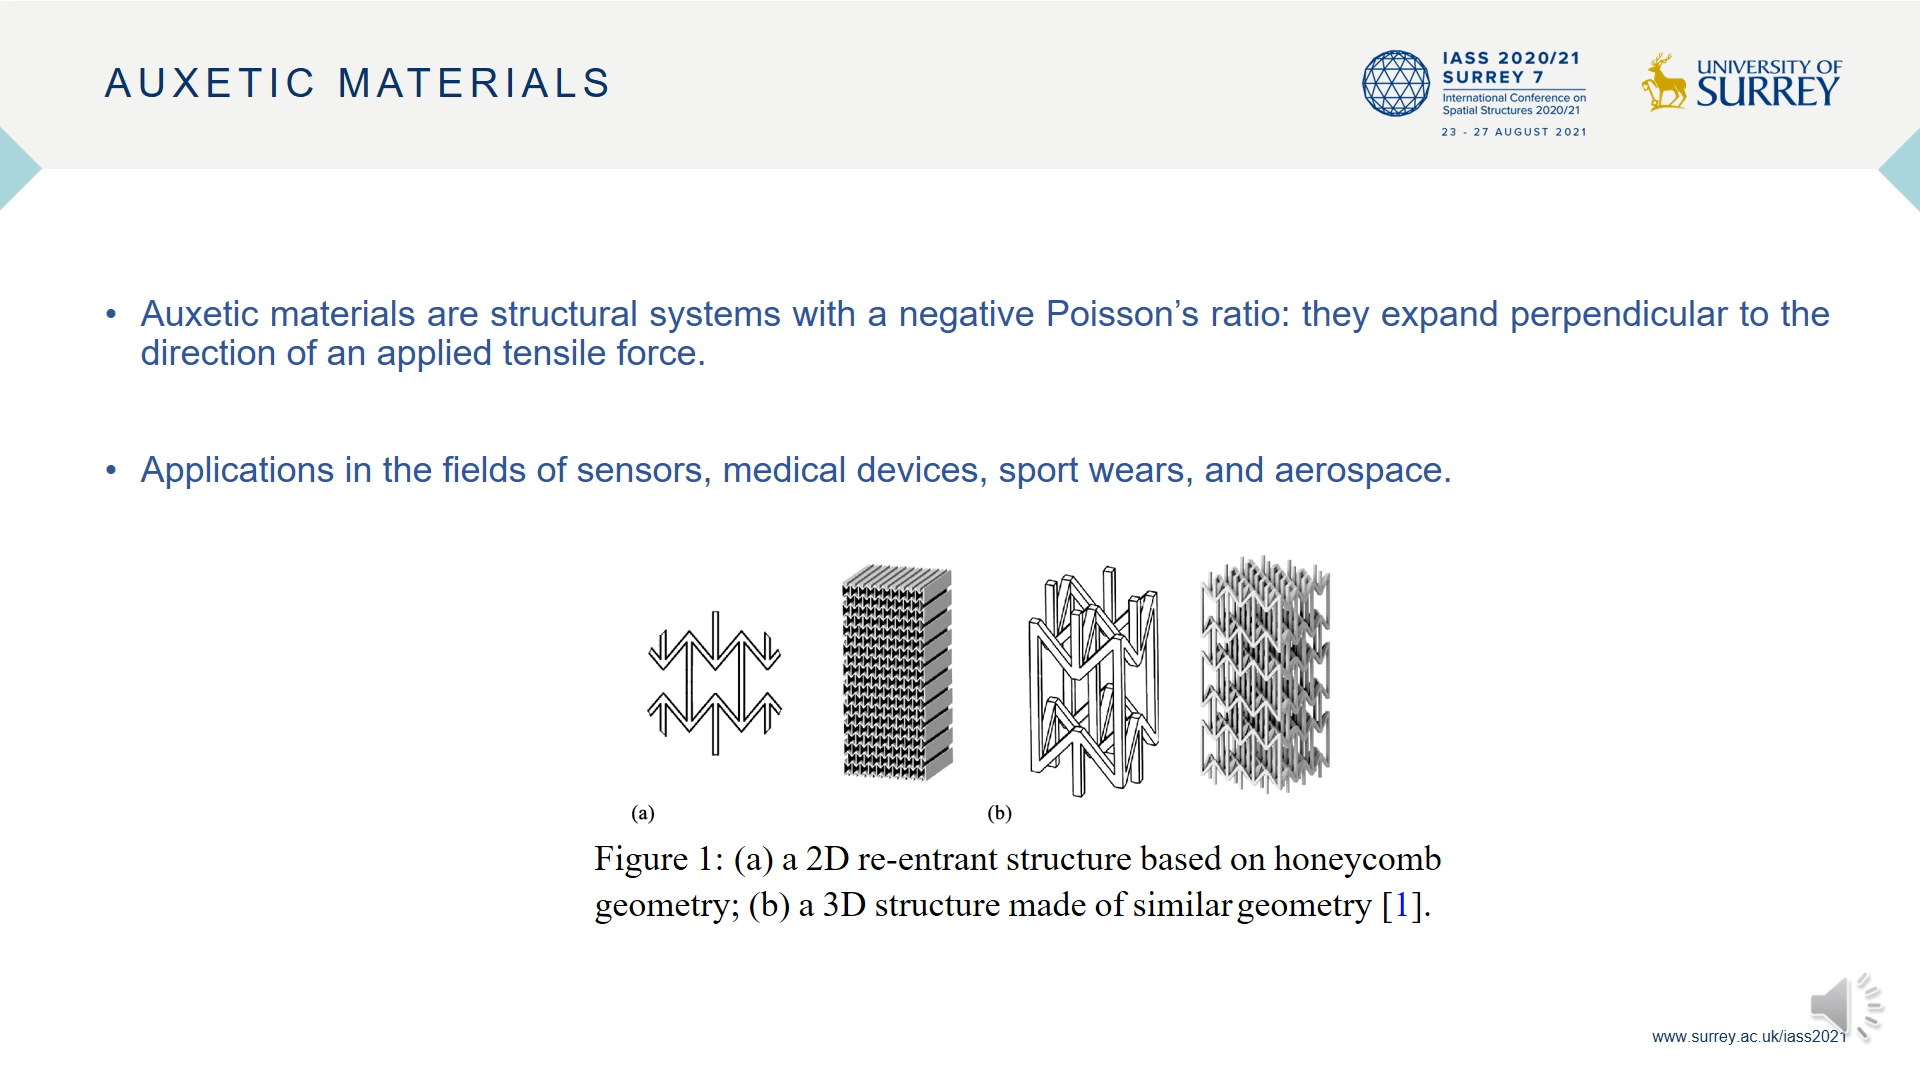 AUXETIC MATERIALS
IASS 2020/21
SURREY 7
International Conference on
Spatial Structures 2020/21
23 - 27 AUGUST 2021
UNIVERSITY OF
SURREY
• Auxetic materials are structural systems with a negative Poisson’s ratio: they expand perpendicular to the
direction of an applied tensile force.
• Applications in the fields of sensors, medical devices, sport wears, and aerospace.
(a)
(b)
Figure 1: (a) a 2D re-entrant structure based on honeycomb
geometry; (b) a 3D structure made of similar geometry [1].
www.surrey.ac.uk/iass2021